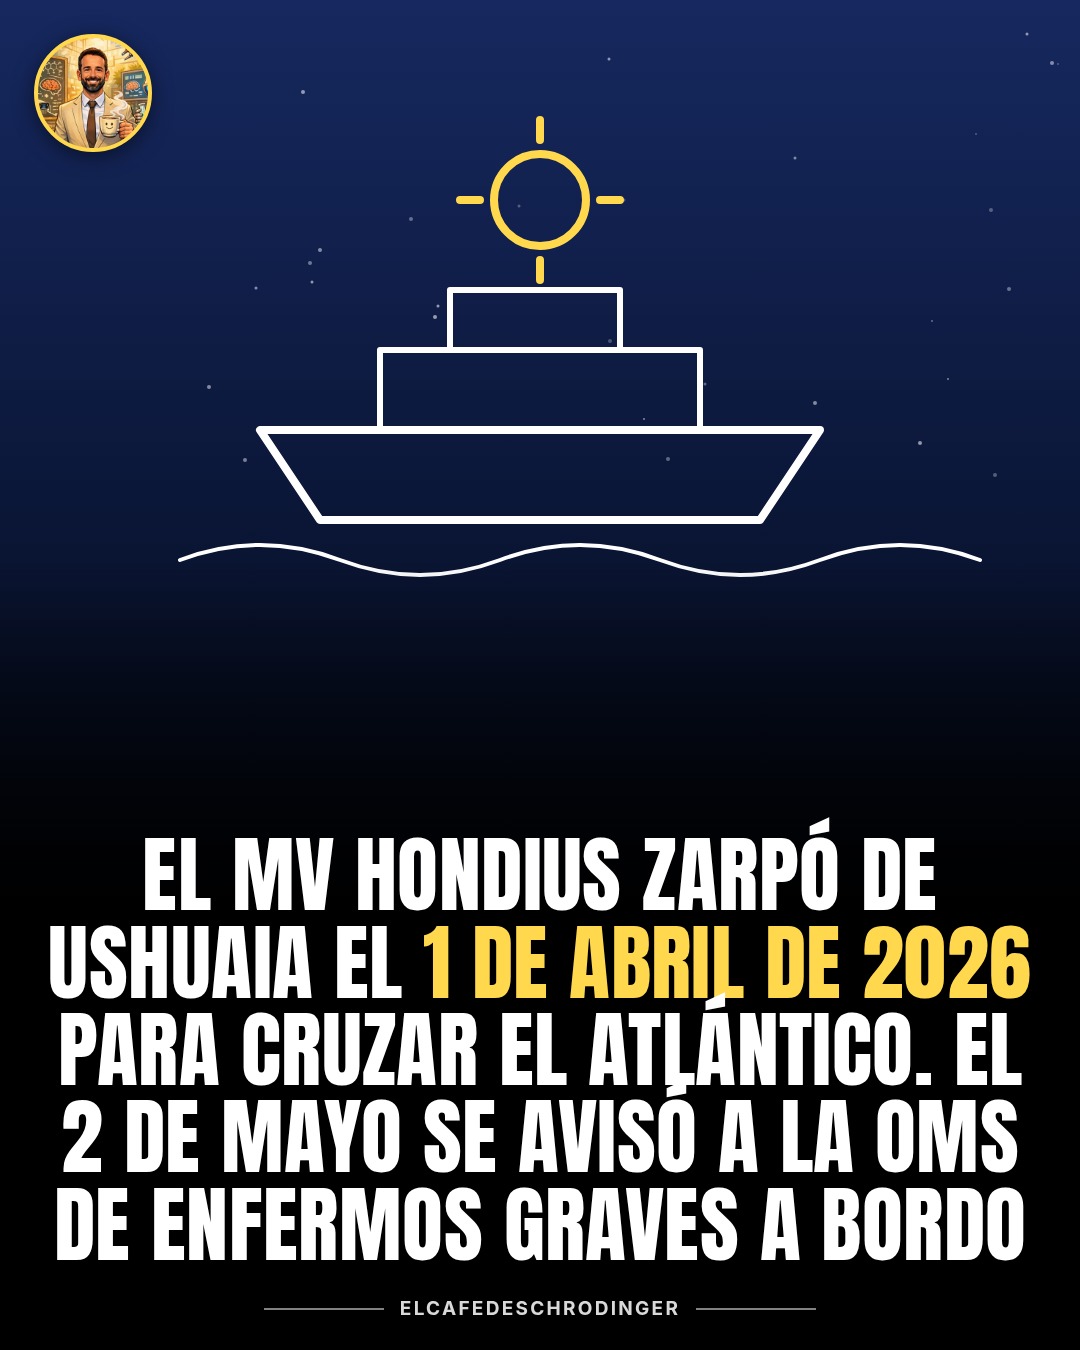 EL MV HONDIUS ZARPÓ DE
USHUAIA EL 1 DE ABRIL DE 2026
PARA CRUZAR EL ATLÁNTICO. EL
2 DE MAYO SE AVISÓ A LA OMS
DE ENFERMOS GRAVES A BORDO
ELCAFEDESCHRODINGER